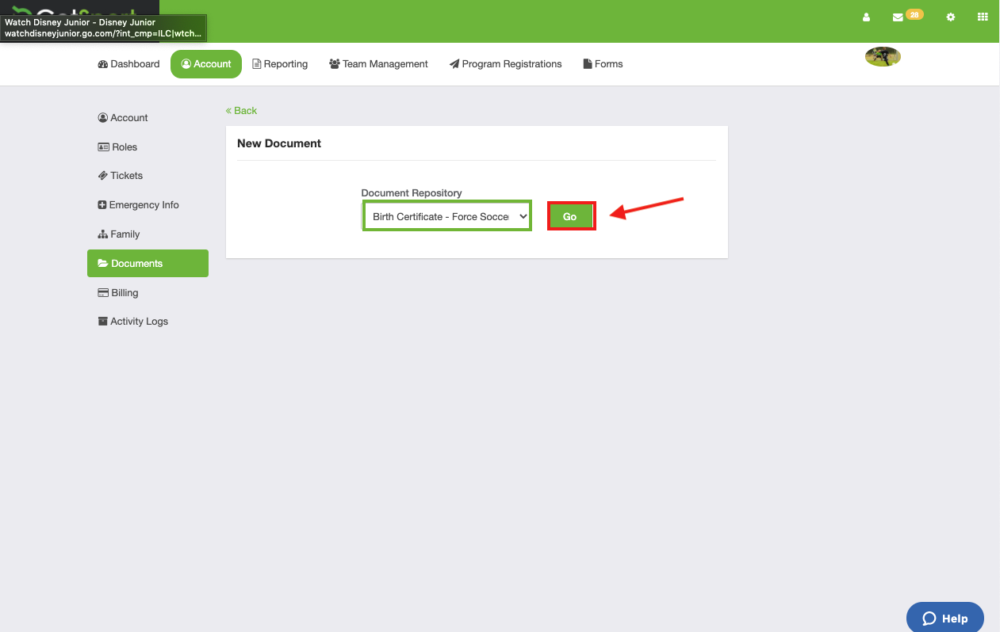 Watch Disney Junior - Disney Junior
watchdisneyjunior.go.com/?int_cmp=ILC|wtch...
28
Dashboard
Account
Reporting
Team Management
Program Registrations
Forms
Account
Roles
Tickets
Emergency Info
Family
Documents
Billing
Activity Logs
« Back
New Document
Document Repository
Birth Certificate - Force Socce
Go
Help